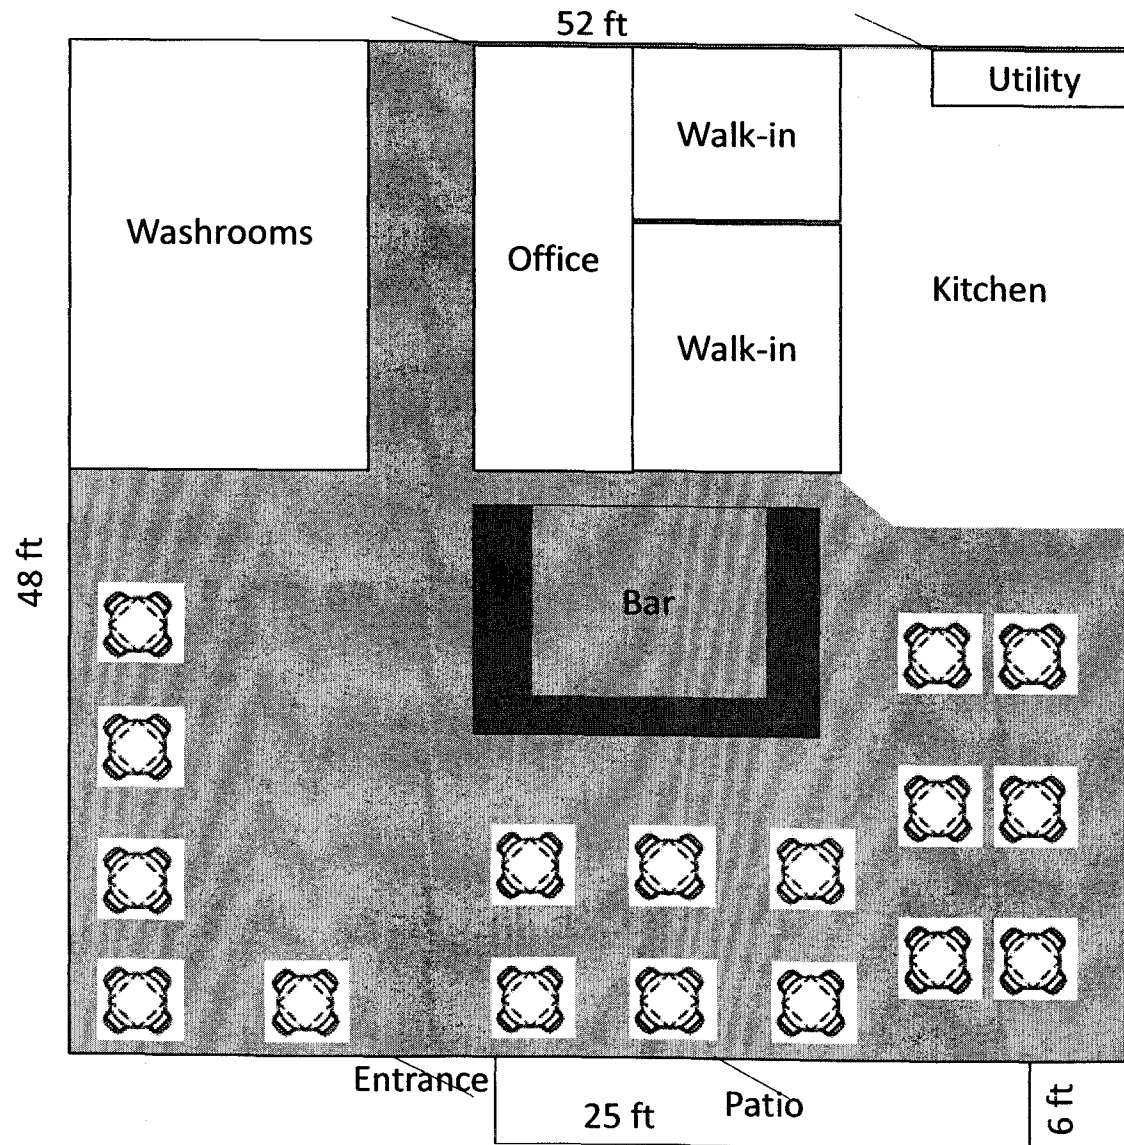 52 ft
Utility
Walk-in
Washrooms
Office
Kitchen
Walk-in
48 ft
Bar
Entrance
25 ft
Patio
6 ft